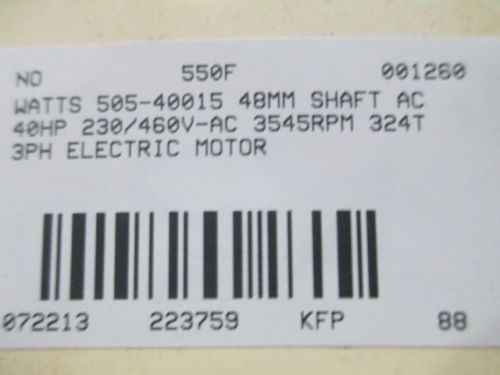 NO 550F 001260
WATTS 505-40015 48MM SHAFT AC
40HP 230/460V-AC 3545RPM 324T
3PH ELECTRIC MOTOR
072213 223759 KFP 88